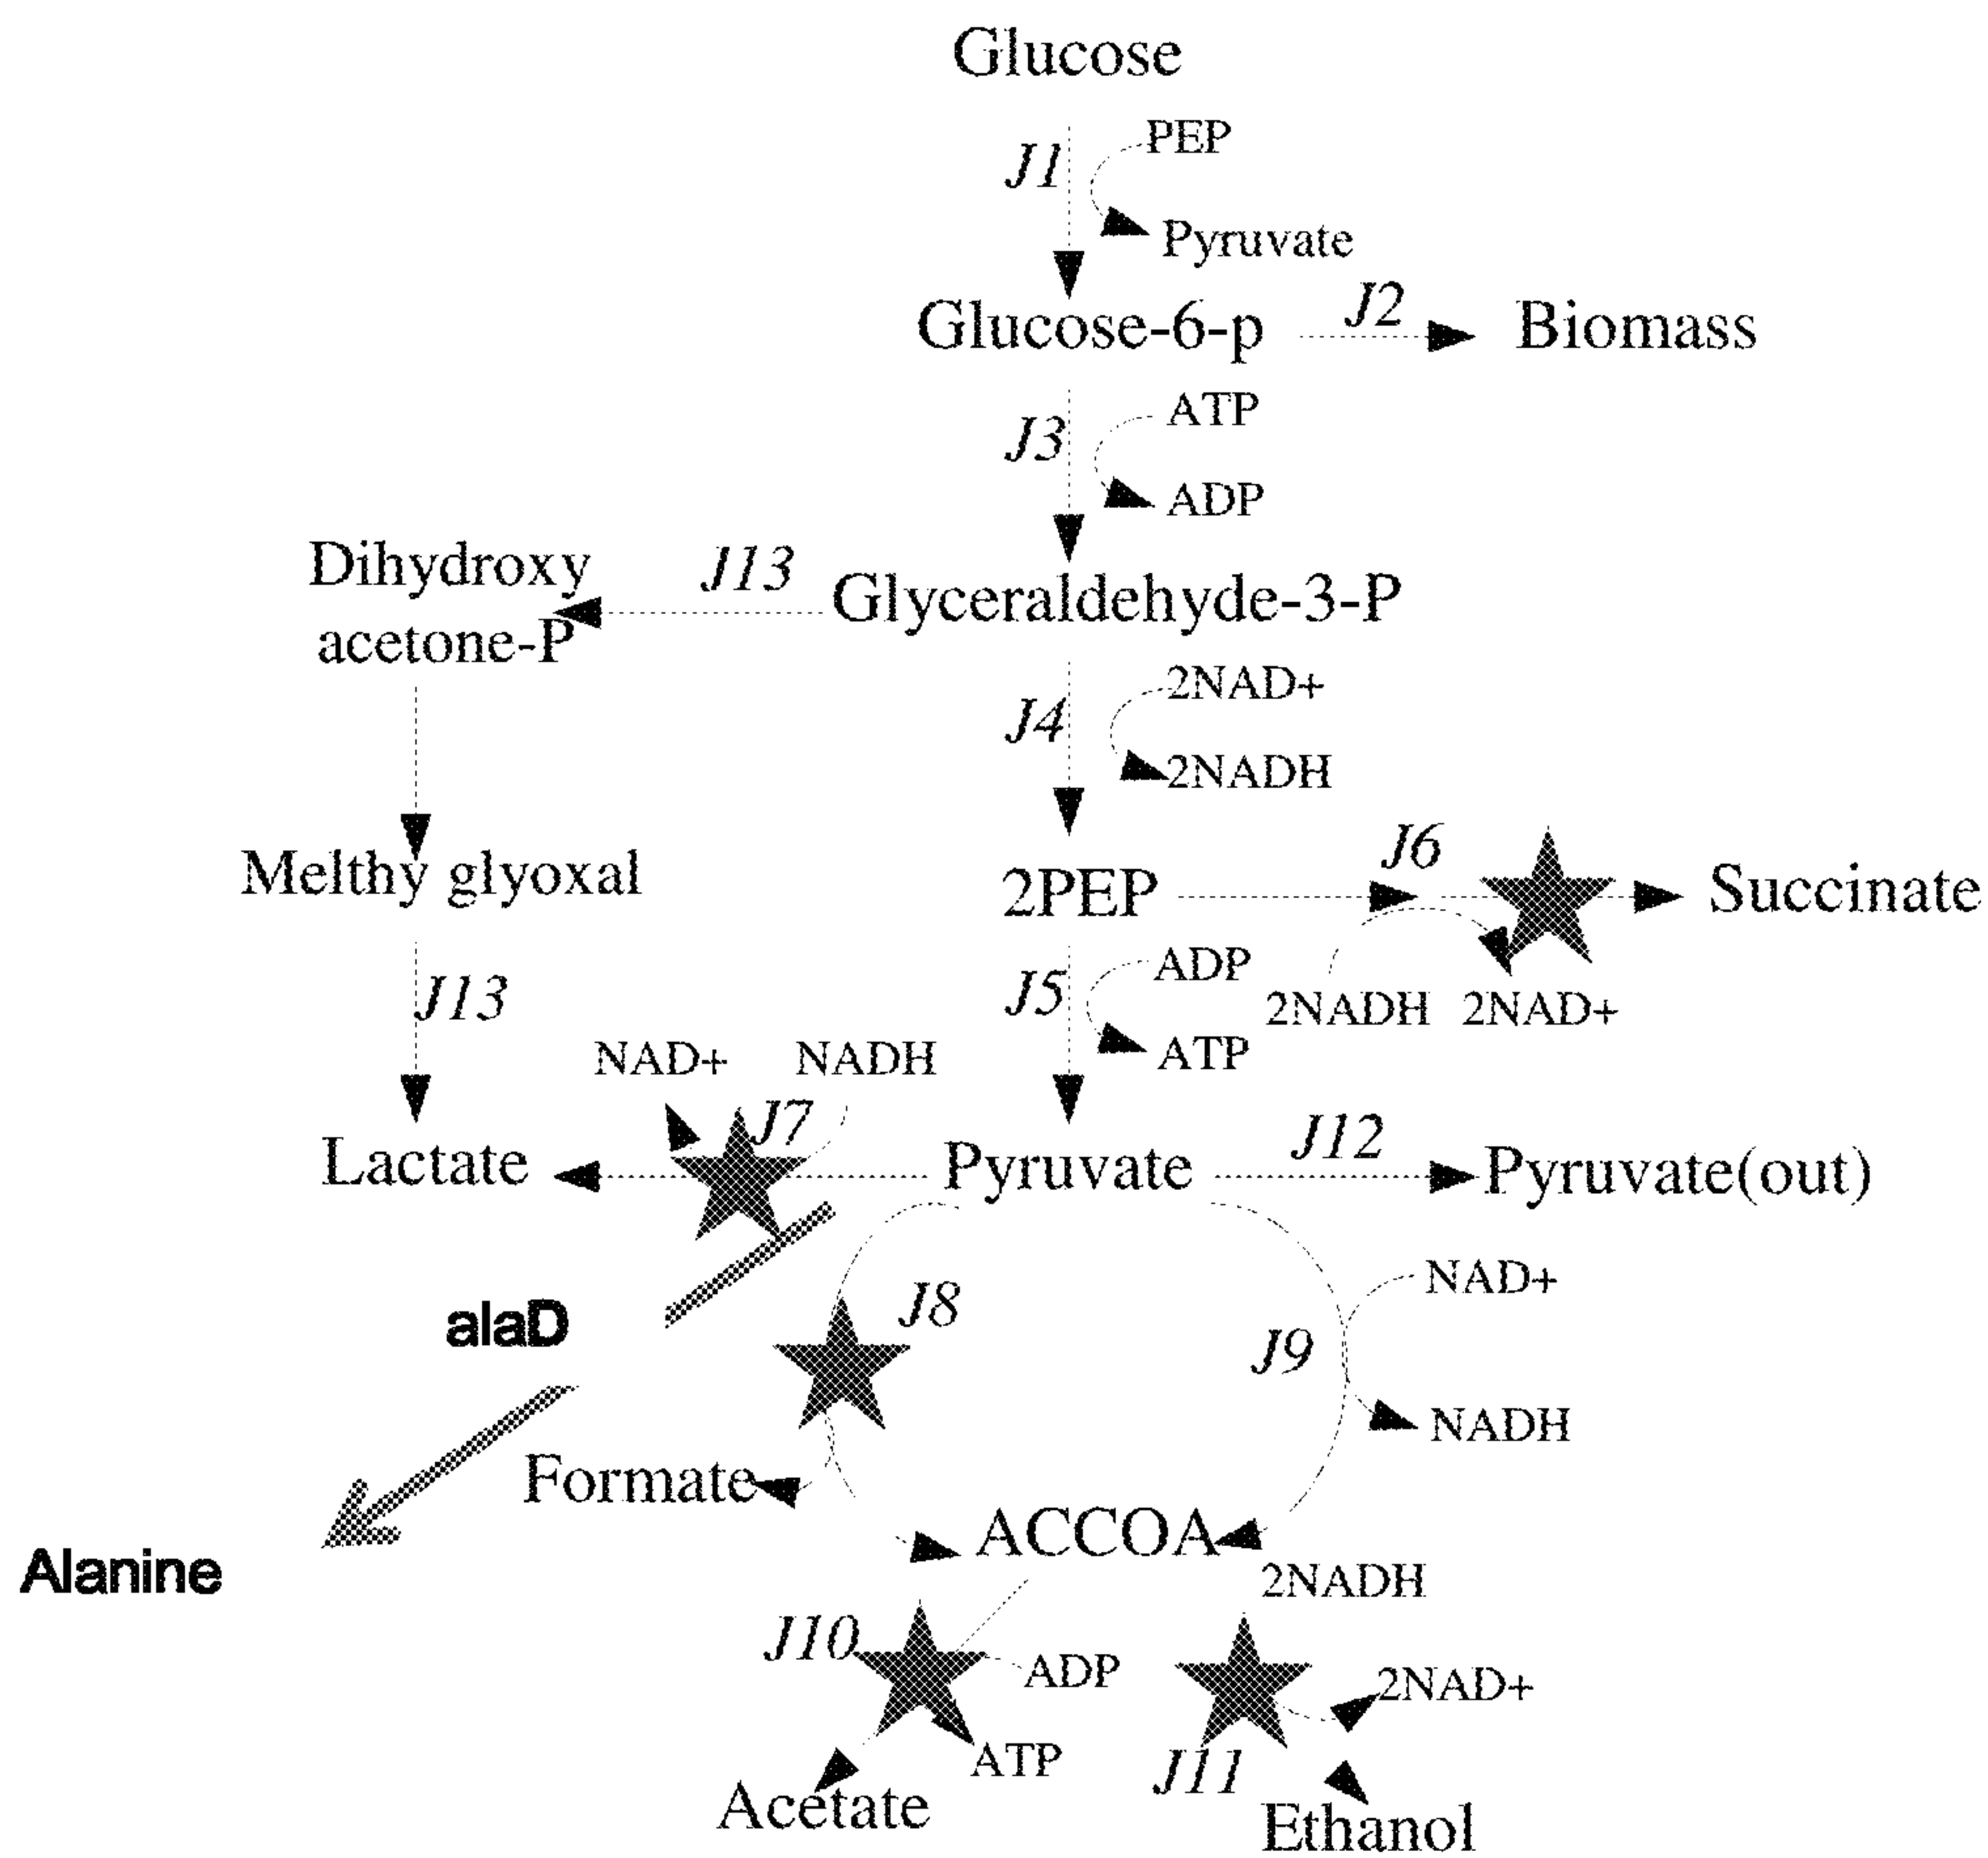 Glucose
PEP
J1
Pyruvate
J2
Glucose-6-p
Biomass
ATP
J3
ADP
Dihydroxy
acetone-P
J13
Glyceraldehyde-3-P
2NAD+
J4
2NADH
J6
Melthy glyoxal
2PEP
Succinate
ADP
J5
J13
2NADH
2NAD+
ATP
NAD+
NADH
J7
J12
Lactate
Pyruvate
Pyruvate(out)
NAD+
J8
alaD
J9
NADH
Formate
ACCOA
Alanine
2NADH
J10
ADP
2NAD+
ATP
J11
Acetate
Ethanol